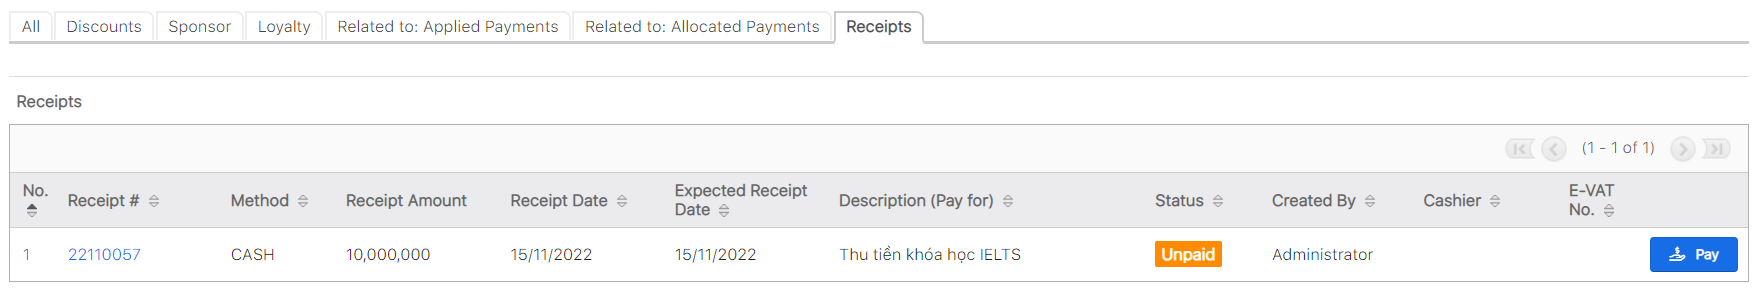 All Discounts Sponsor Loyalty Related to: Applied Payments Related to: Allocated Payments Receipts
Receipts
(1 - 1 of 1)
No. Receipt # Method Receipt Amount Receipt Date Expected Receipt Date Description (Pay for) Status Created By Cashier E-VAT No.
1 22110057 CASH 10,000,000 15/11/2022 15/11/2022 Thu tiền khóa học IELTS Unpaid Administrator Pay